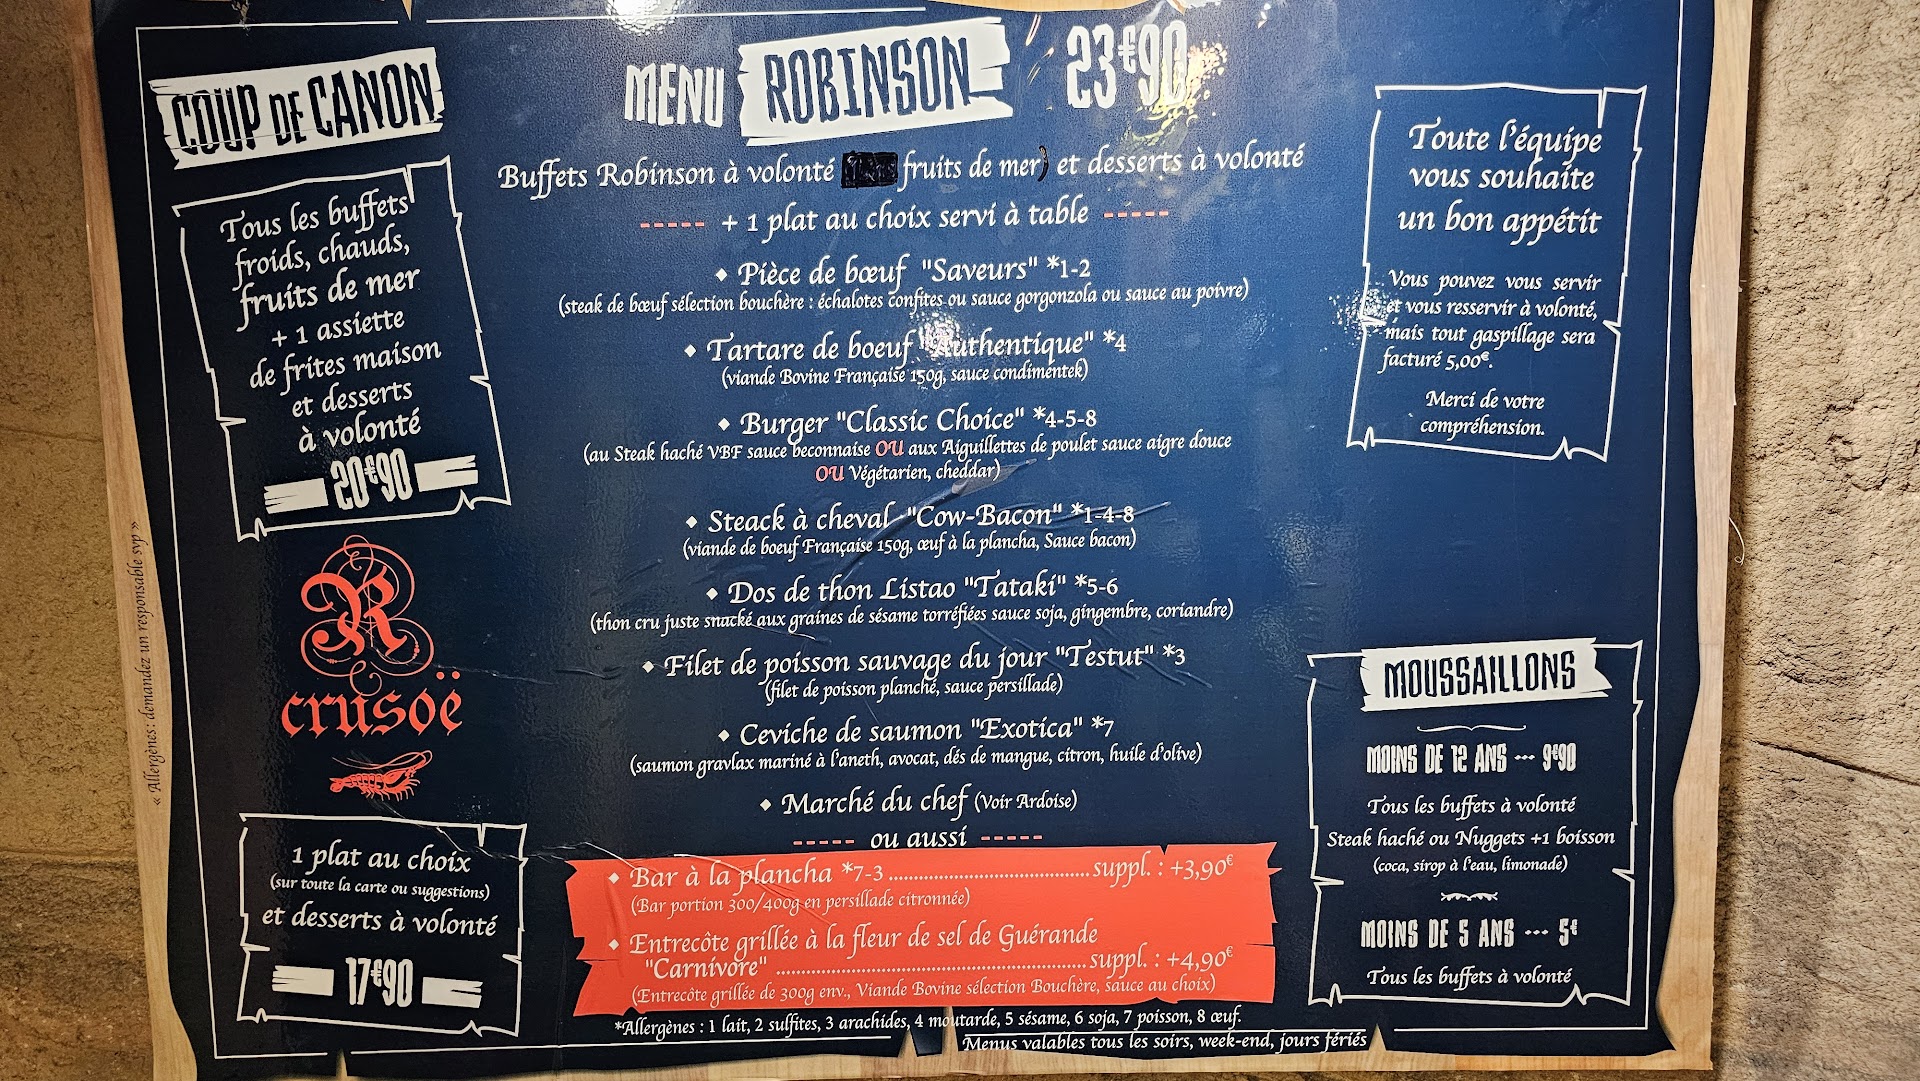 COUP DE CANON
Tous les buffets
froids, chauds,
fruits de mer
+ 1 assiette
de frites maison
et desserts
à volonté
20€90
R
crusoë
« Allergènes : demandez un responsable svp »
1 plat au choix
(sur toute la carte ou suggestions)
et desserts à volonté
17€90
MENU ROBINSON 23€90
Buffets Robinson à volonté fruits de mer) et desserts à volonté
----- + 1 plat au choix servi à table -----
◆ Pièce de bœuf "Saveurs" *1-2
(steak de bœuf sélection bouchère : échalotes confites ou sauce gorgonzola ou sauce au poivre)
◆ Tartare de boeuf "Authentique" *4
(viande Bovine Française 150g, sauce condimentek)
◆ Burger "Classic Choice" *4-5-8
(au Steak haché VBF sauce beconnaise OU aux Aiguillettes de poulet sauce aigre douce
OU Végétarien, cheddar)
◆ Steack à cheval "Cow-Bacon" *1-4-8
(viande de boeuf Française 150g, œuf à la plancha, Sauce bacon)
◆ Dos de thon Listao "Tataki" *5-6
(thon cru juste snacké aux graines de sésame torréfiées sauce soja, gingembre, coriandre)
◆ Filet de poisson sauvage du jour "Testut" *3
(filet de poisson planché, sauce persillade)
◆ Ceviche de saumon "Exotica" *7
(saumon gravlax mariné à l'aneth, avocat, dés de mangue, citron, huile d'olive)
◆ Marché du chef (Voir Ardoise)
----- ou aussi -----
◆ Bar à la plancha *7-3 ........................................ suppl. : +3,90€
(Bar portion 300/400g en persillade citronnée)
◆ Entrecôte grillée à la fleur de sel de Guérande
"Carnivore" .............................................................. suppl. : +4,90€
(Entrecôte grillée de 300g env., Viande Bovine sélection Bouchère, sauce au choix)
*Allergènes : 1 lait, 2 sulfites, 3 arachides, 4 moutarde, 5 sésame, 6 soja, 7 poisson, 8 œuf.
Menus valables tous les soirs, week-end, jours fériés
Toute l'équipe
vous souhaite
un bon appétit
Vous pouvez vous servir
et vous resservir à volonté,
mais tout gaspillage sera
facturé 5,00€.
Merci de votre
compréhension.
MOUSSAILLONS
MOINS DE 12 ANS --- 9€90
Tous les buffets à volonté
Steak haché ou Nuggets +1 boisson
(coca, sirop à l'eau, limonade)
MOINS DE 5 ANS --- 5€
Tous les buffets à volonté